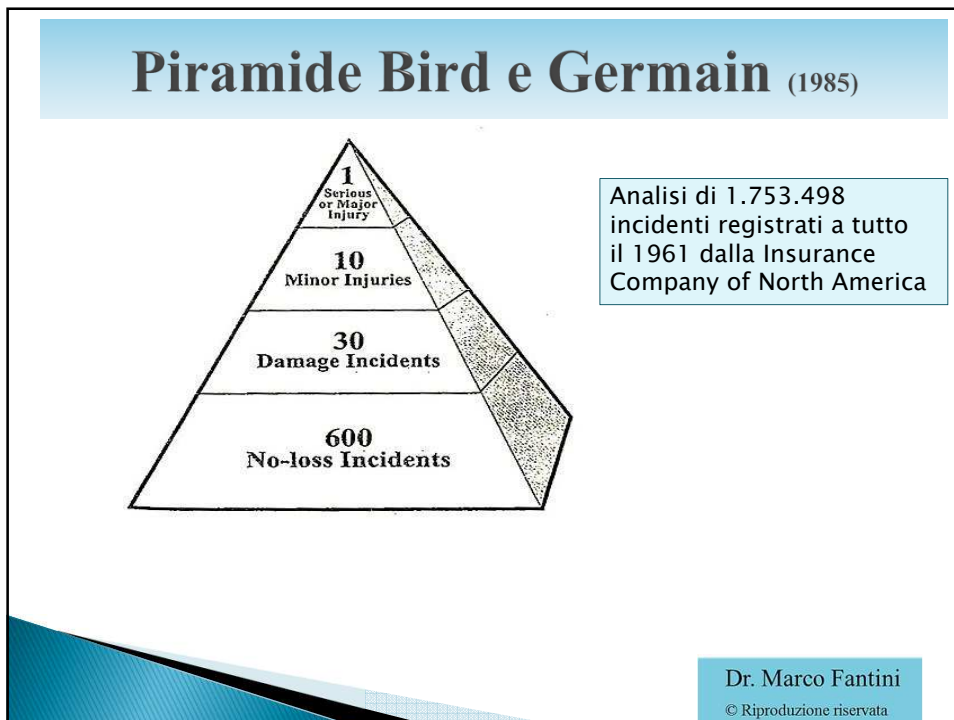 Piramide Bird e Germain (1985)
1
Serious
or Major
Injury
10
Minor Injuries
30
Damage Incidents
600
No-loss Incidents
Analisi di 1.753.498
incidenti registrati a tutto
il 1961 dalla Insurance
Company of North America
Dr. Marco Fantini
© Riproduzione riservata